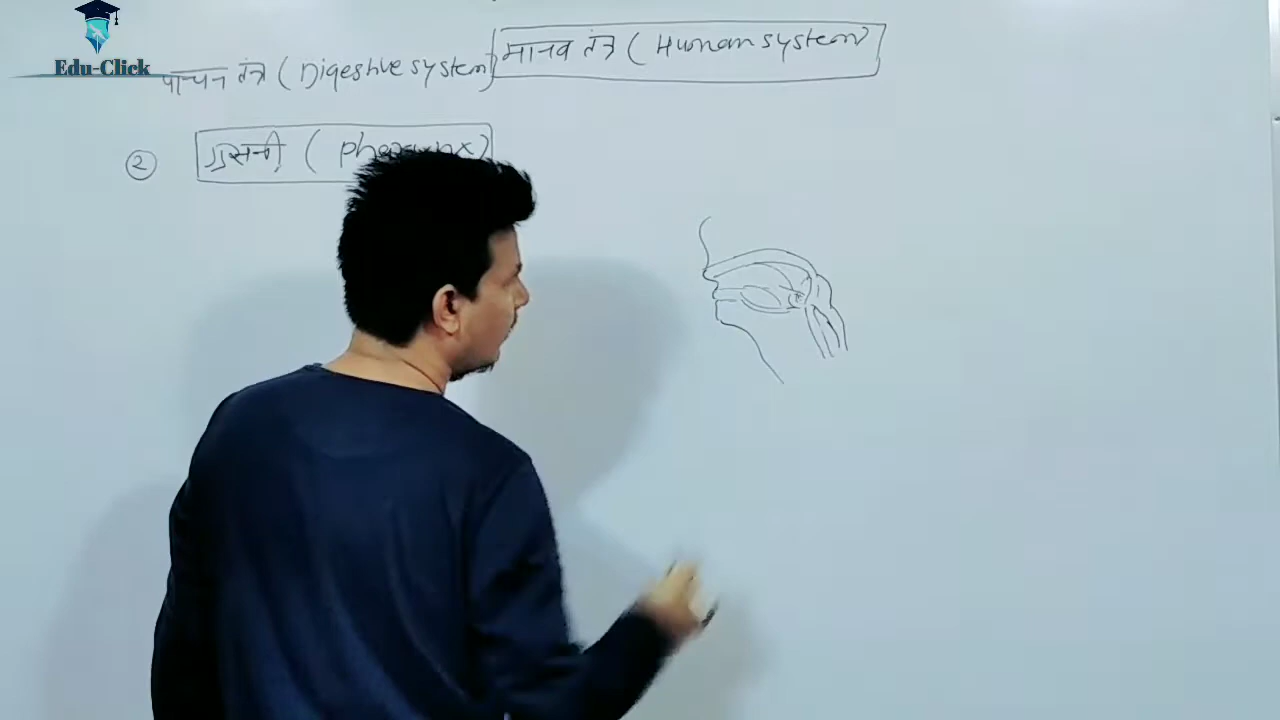 Edu-Click
मानव तंत्र (Human system)
पाचन तंत्र (Digestive system)
② ग्रसनी (